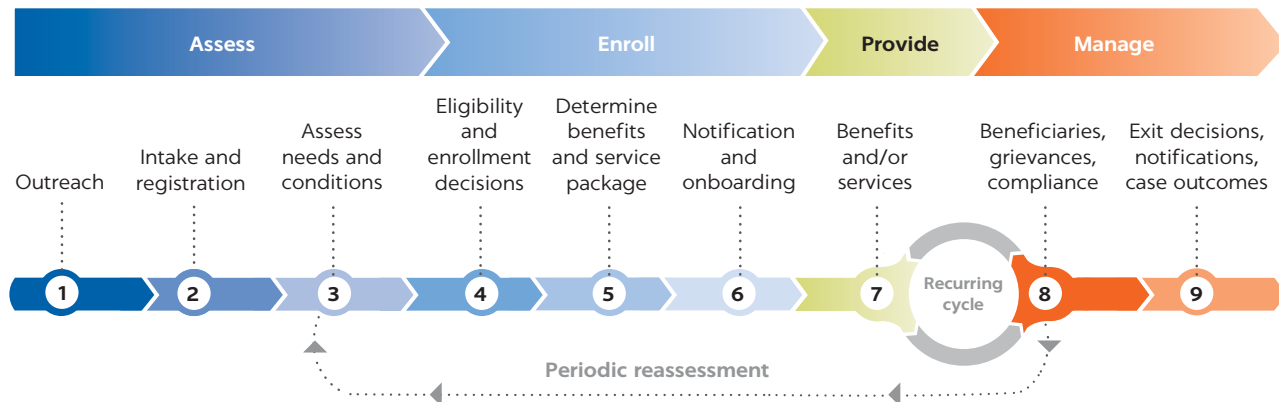 Assess
Enroll
Provide
Manage
Outreach
Intake and
registration
Assess
needs and
conditions
Eligibility
and
enrollment
decisions
Determine
benefits
and service
package
Notification
and
onboarding
Benefits
and/or
services
Beneficiaries,
grievances,
compliance
Exit decisions,
notifications,
case outcomes
1
2
3
4
5
6
7
Recurring
cycle
8
9
Periodic reassessment